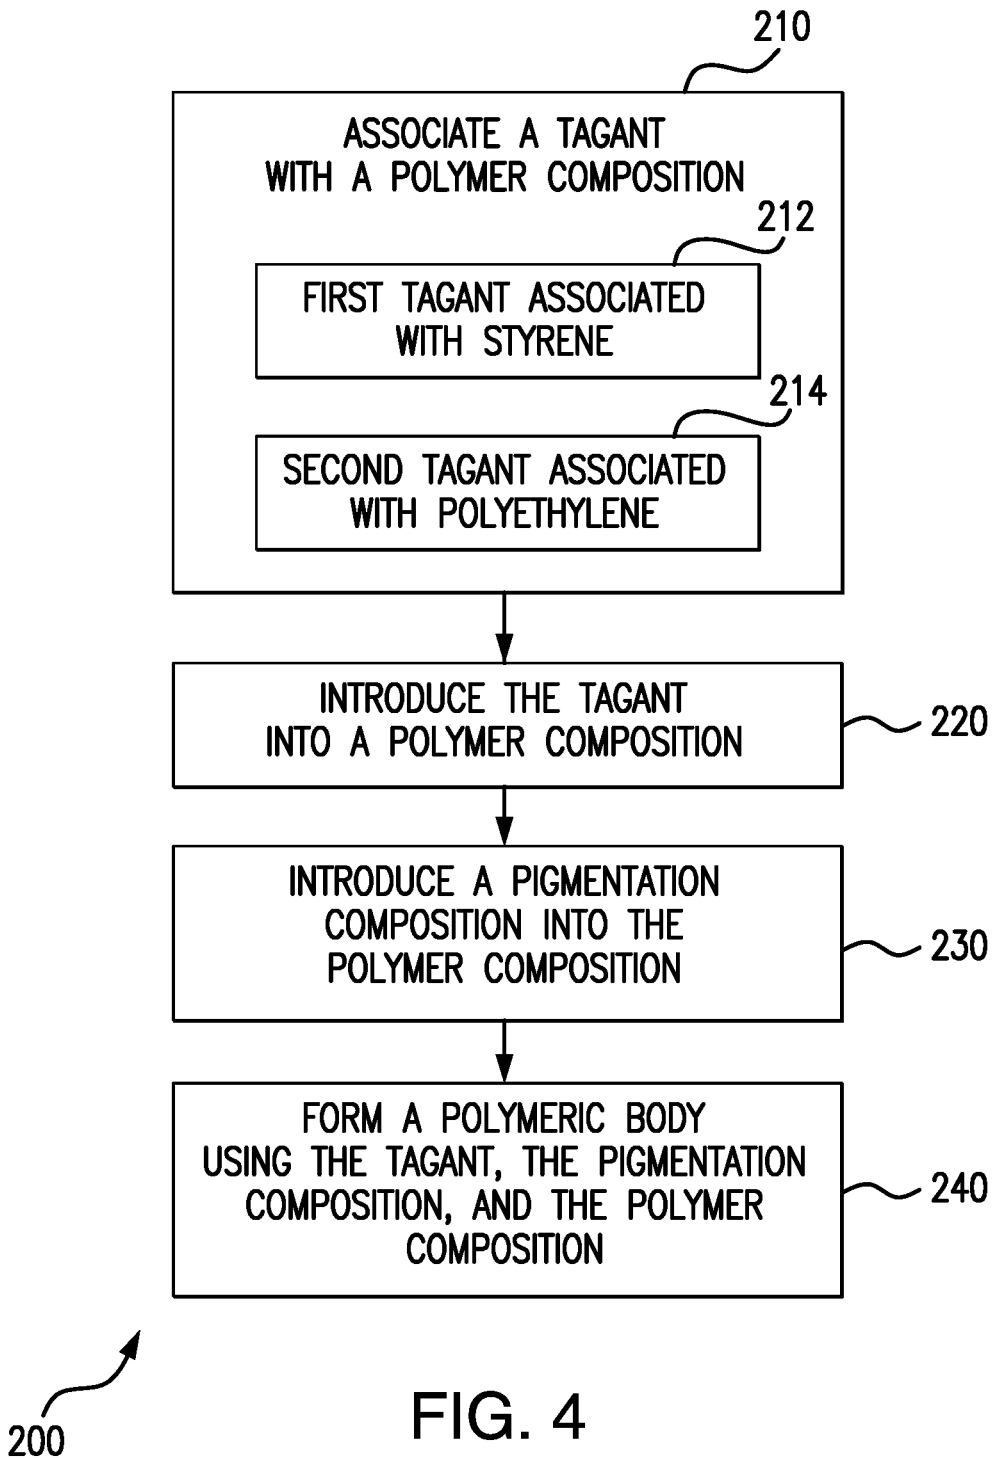 210
ASSOCIATE A TAGANT
WITH A POLYMER COMPOSITION
212
FIRST TAGANT ASSOCIATED
WITH STYRENE
214
SECOND TAGANT ASSOCIATED
WITH POLYETHYLENE
INTRODUCE THE TAGANT
INTO A POLYMER COMPOSITION
220
INTRODUCE A PIGMENTATION
COMPOSITION INTO THE
POLYMER COMPOSITION
230
FORM A POLYMERIC BODY
USING THE TAGANT, THE PIGMENTATION
COMPOSITION, AND THE POLYMER
COMPOSITION
240
200
FIG. 4